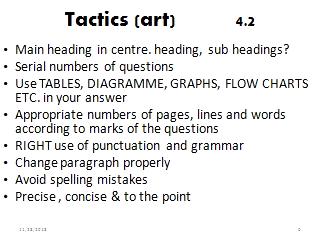 Tactics (art) 4.2
• Main heading in centre. heading, sub headings?
• Serial numbers of questions
• Use TABLES, DIAGRAMME, GRAPHS, FLOW CHARTS
ETC. in your answer
• Appropriate numbers of pages, lines and words
according to marks of the questions
• RIGHT use of punctuation and grammar
• Change paragraph properly
• Avoid spelling mistakes
• Precise , concise & to the point